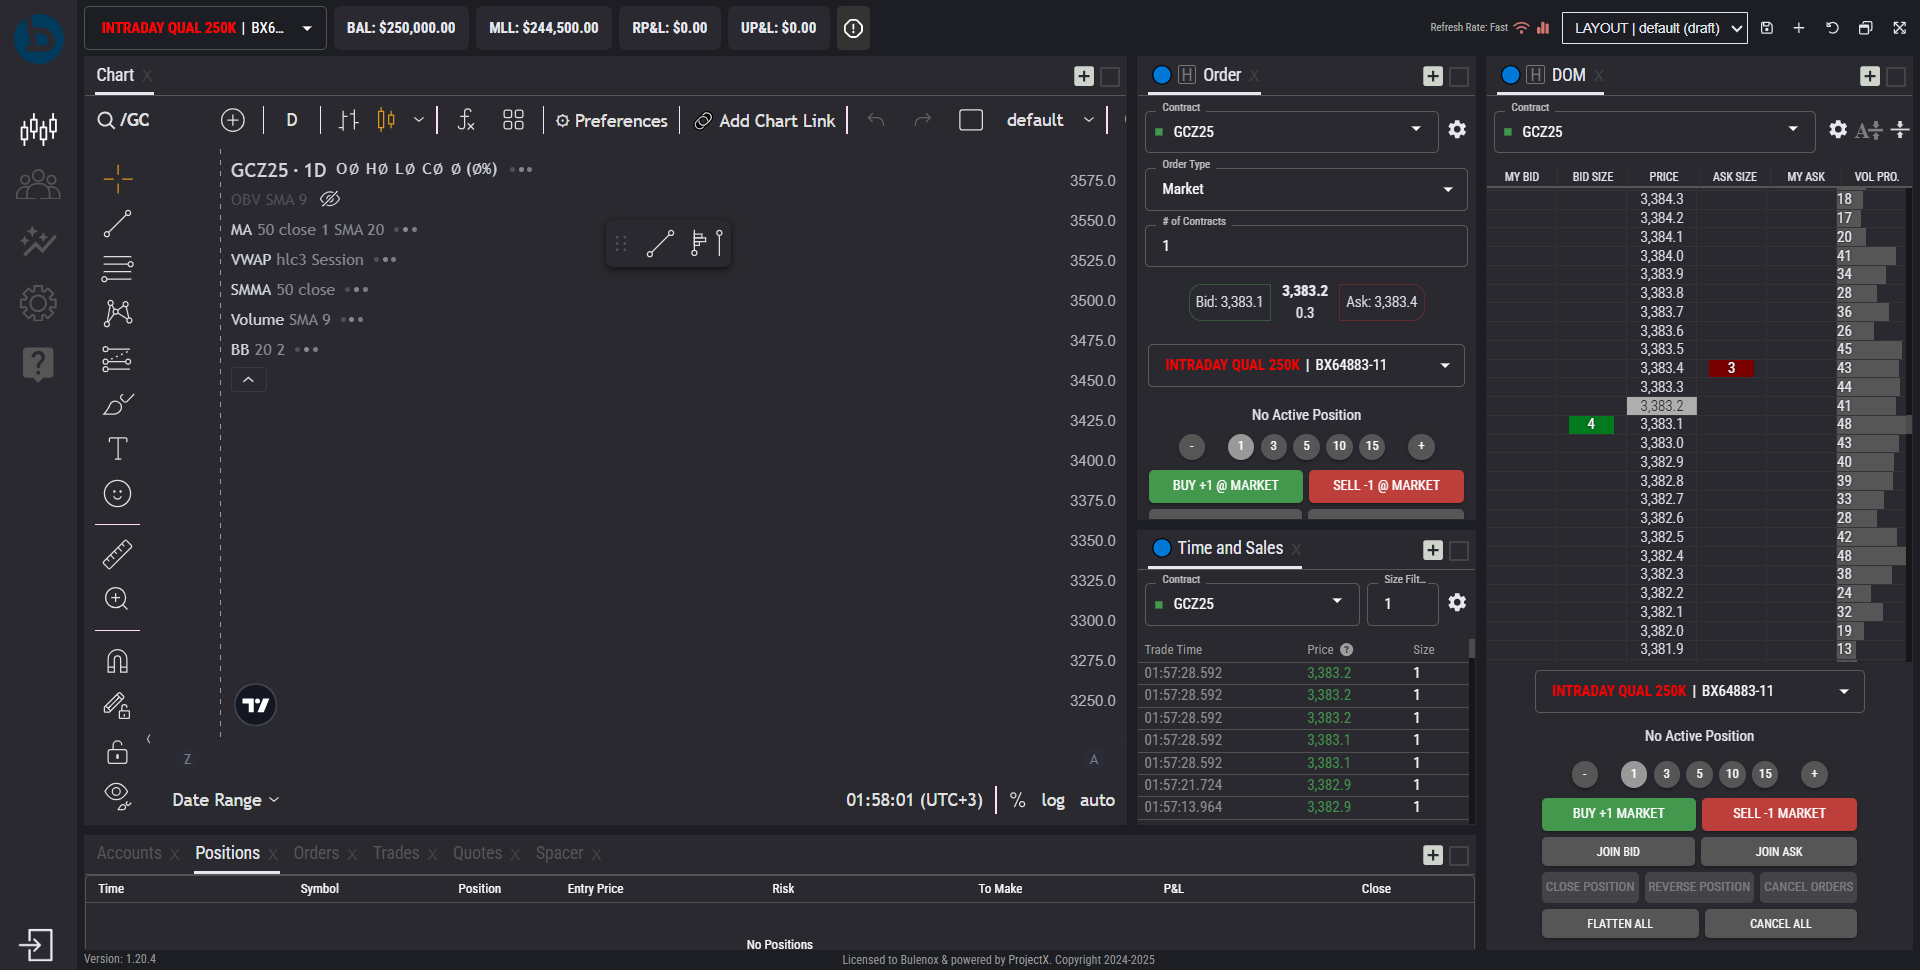 INTRADAY QUAL 250K | BX6...
BAL: $250,000.00
MLL: $244,500.00
RP&L: $0.00
UP&L: $0.00
Refresh Rate: Fast
LAYOUT | default (draft)
Chart X
/GC
D
Preferences
Add Chart Link
default
GCZ25 · 1D OØ HØ LØ CØ Ø (Ø%)
OBV SMA 9
MA 50 close 1 SMA 20
VWAP hlc3 Session
SMMA 50 close
Volume SMA 9
BB 20 2
3575.0
3550.0
3525.0
3500.0
3475.0
3450.0
3425.0
3400.0
3375.0
3350.0
3325.0
3300.0
3275.0
3250.0
Z
A
Date Range
01:58:01 (UTC+3)
%
log
auto
H Order X
Contract
GCZ25
Order Type
Market
# of Contracts
1
Bid: 3,383.1
3,383.2
0.3
Ask: 3,383.4
INTRADAY QUAL 250K | BX64883-11
No Active Position
- 1 3 5 10 15 +
BUY +1 @ MARKET
SELL -1 @ MARKET
Time and Sales X
Contract
GCZ25
Size Filt...
1
Trade Time Price ? Size
01:57:28.592 3,383.2 1
01:57:28.592 3,383.2 1
01:57:28.592 3,383.2 1
01:57:28.592 3,383.1 1
01:57:28.592 3,383.1 1
01:57:21.724 3,382.9 1
01:57:13.964 3,382.9 1
H DOM X
Contract
GCZ25
A
MY BID BID SIZE PRICE ASK SIZE MY ASK VOL PRO.
3,384.3 18
3,384.2 17
3,384.1 20
3,384.0 41
3,383.9 34
3,383.8 28
3,383.7 36
3,383.6 26
3,383.5 45
3,383.4 3 43
3,383.3 44
3,383.2 41
4 3,383.1 48
3,383.0 43
3,382.9 40
3,382.8 39
3,382.7 33
3,382.6 28
3,382.5 42
3,382.4 48
3,382.3 38
3,382.2 24
3,382.1 32
3,382.0 19
3,381.9 13
INTRADAY QUAL 250K | BX64883-11
No Active Position
- 1 3 5 10 15 +
BUY +1 MARKET
SELL -1 MARKET
JOIN BID
JOIN ASK
CLOSE POSITION
REVERSE POSITION
CANCEL ORDERS
FLATTEN ALL
CANCEL ALL
Accounts X Positions X Orders X Trades X Quotes X Spacer X
Time Symbol Position Entry Price Risk To Make P&L Close
No Positions
Version: 1.20.4
Licensed to Bulenox & powered by ProjectX. Copyright 2024-2025